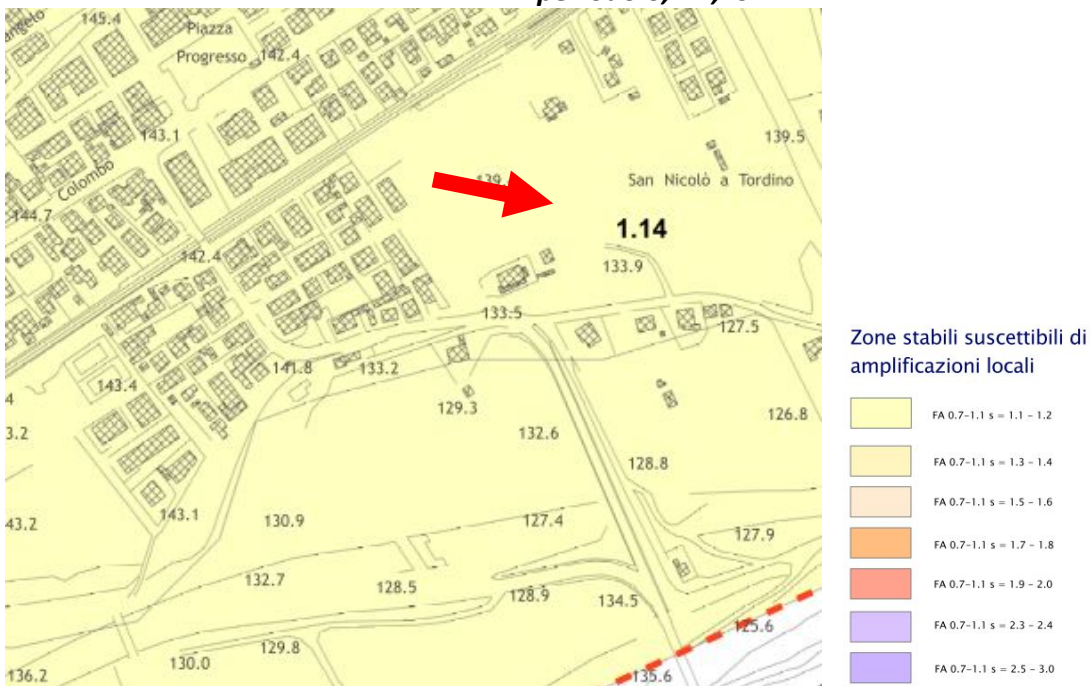 145.4
Piazza
Progresso
142.4
143.1
Colombo
144.7
142.4
139.5
139.
San Nicolò a Tordino
1.14
133.9
133.5
127.5
141.8
133.2
143.4
129.3
132.6
126.8
3.2
128.8
43.2
143.1
130.9
127.4
127.9
132.7
128.5
128.9
134.5
125.6
129.8
130.0
136.2
135.6
Zone stabili suscettibili di
amplificazioni locali
FA 0.7-1.1 s = 1.1 - 1.2
FA 0.7-1.1 s = 1.3 - 1.4
FA 0.7-1.1 s = 1.5 - 1.6
FA 0.7-1.1 s = 1.7 - 1.8
FA 0.7-1.1 s = 1.9 - 2.0
FA 0.7-1.1 s = 2.3 - 2.4
FA 0.7-1.1 s = 2.5 - 3.0